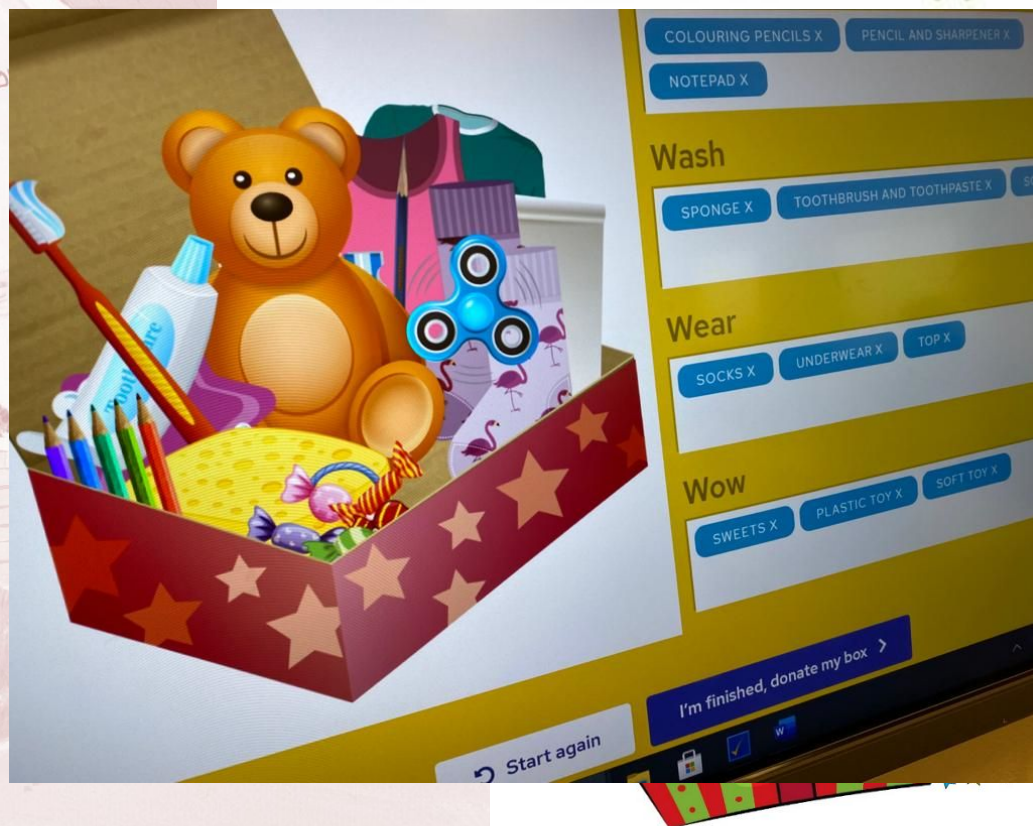 COLOURING PENCILS X PENCIL AND SHARPENER X
NOTEPAD X
Wash
SPONGE X TOOTHBRUSH AND TOOTHPASTE X
Wear
SOCKS X UNDERWEAR X TOP X
Wow
SWEETS X PLASTIC TOY X SOFT TOY X
I'm finished, donate my box
Start again
W